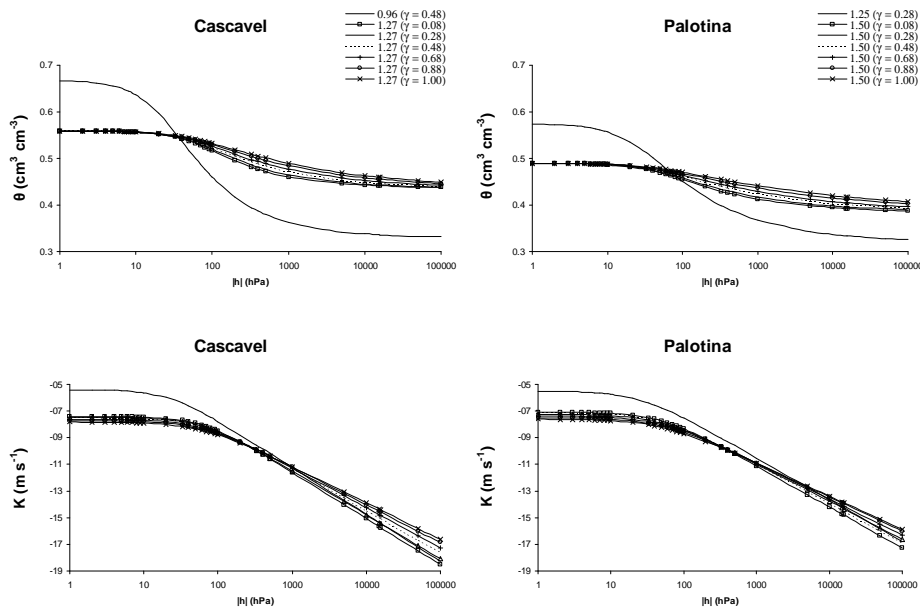 Cascavel
0.96 (γ = 0.48)
1.27 (γ = 0.08)
1.27 (γ = 0.28)
1.27 (γ = 0.48)
1.27 (γ = 0.68)
1.27 (γ = 0.88)
1.27 (γ = 1.00)
θ (cm³ cm⁻³)
0.7
0.6
0.5
0.4
0.3
1 10 100 1000 10000 100000
|h| (hPa)
Palotina
1.25 (γ = 0.28)
1.50 (γ = 0.08)
1.50 (γ = 0.28)
1.50 (γ = 0.48)
1.50 (γ = 0.68)
1.50 (γ = 0.88)
1.50 (γ = 1.00)
θ (cm³ cm⁻³)
0.7
0.6
0.5
0.4
0.3
1 10 100 1000 10000 100000
|h| (hPa)
Cascavel
K (m s⁻¹)
-05
-07
-09
-11
-13
-15
-17
-19
1 10 100 1000 10000 100000
|h| (hPa)
Palotina
K (m s⁻¹)
-05
-07
-09
-11
-13
-15
-17
-19
1 10 100 1000 10000 100000
|h| (hPa)